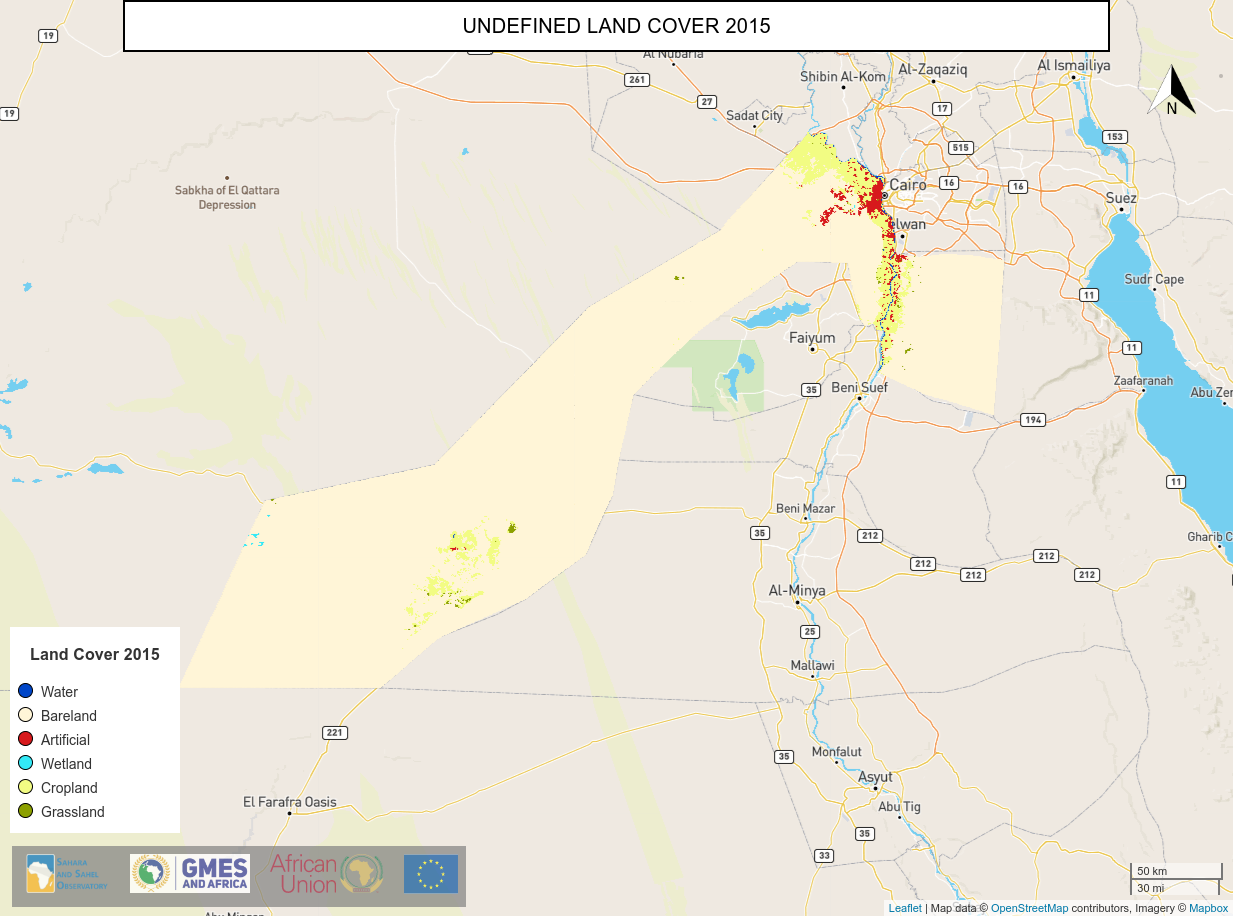 UNDEFINED LAND COVER 2015
19
Al Nubaria
261
27
Shibin Al-Kom
Al-Zaqaziq
Al Ismailiya
N
19
Sadat City
17
153
515
Sabkha of El Qattara
Depression
Cairo
16
16
Suez
elwan
Sudr Cape
11
Faiyum
11
Zaafaranah
Abu Zen
35
Beni Suef
194
11
Beni Mazar
35
212
Gharib C
212
212
212
212
Al-Minya
25
Mallawi
Land Cover 2015
Water
Bareland
Artificial
Wetland
Cropland
Grassland
221
35
Monfalut
Asyut
El Farafra Oasis
Abu Tig
35
33
SAHARA
AND SAHEL
OBSERVATORY
GMES
AND AFRICA
African
Union
50 km
30 mi
Leaflet | Map data © OpenStreetMap contributors, Imagery © Mapbox